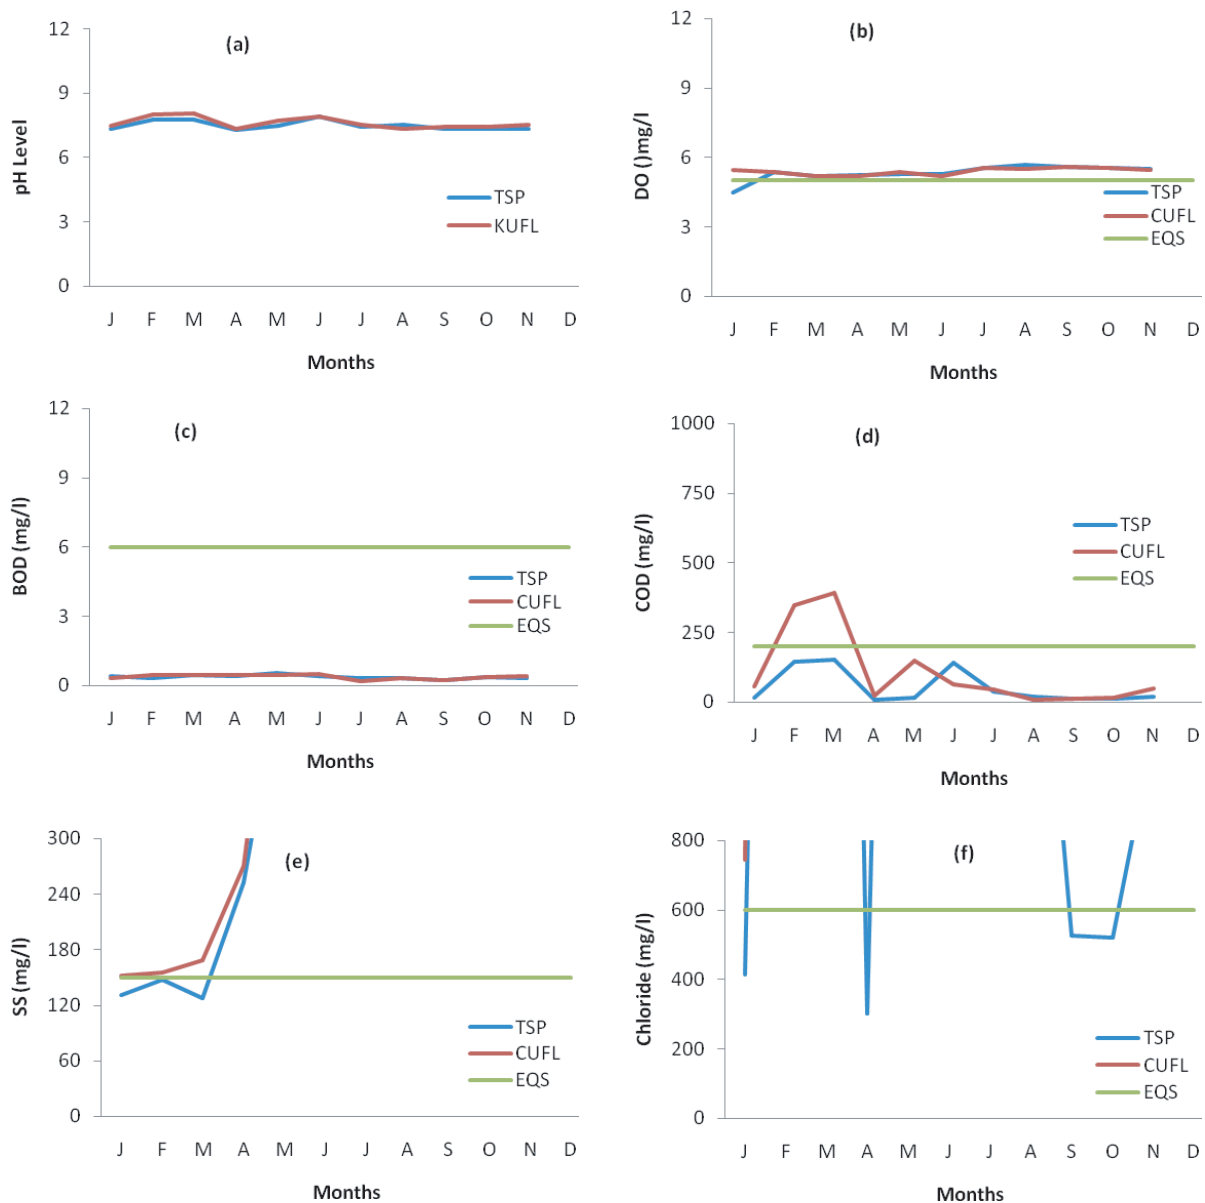 (a)
12
9
6
3
0
pH Level
TSP
KUFL
J F M A M J J A S O N D
Months
(b)
12
9
6
3
0
DO ()mg/l
TSP
CUFL
EQS
J F M A M J J A S O N D
Months
(c)
12
9
6
3
0
BOD (mg/l)
TSP
CUFL
EQS
J F M A M J J A S O N D
Months
(d)
1000
750
500
250
0
COD (mg/l)
TSP
CUFL
EQS
J F M A M J J A S O N D
Months
(e)
300
240
180
120
60
0
SS (mg/l)
TSP
CUFL
EQS
J F M A M J J A S O N D
Months
(f)
800
600
400
200
0
Chloride (mg/l)
TSP
CUFL
EQS
J F M A M J J A S O N D
Months